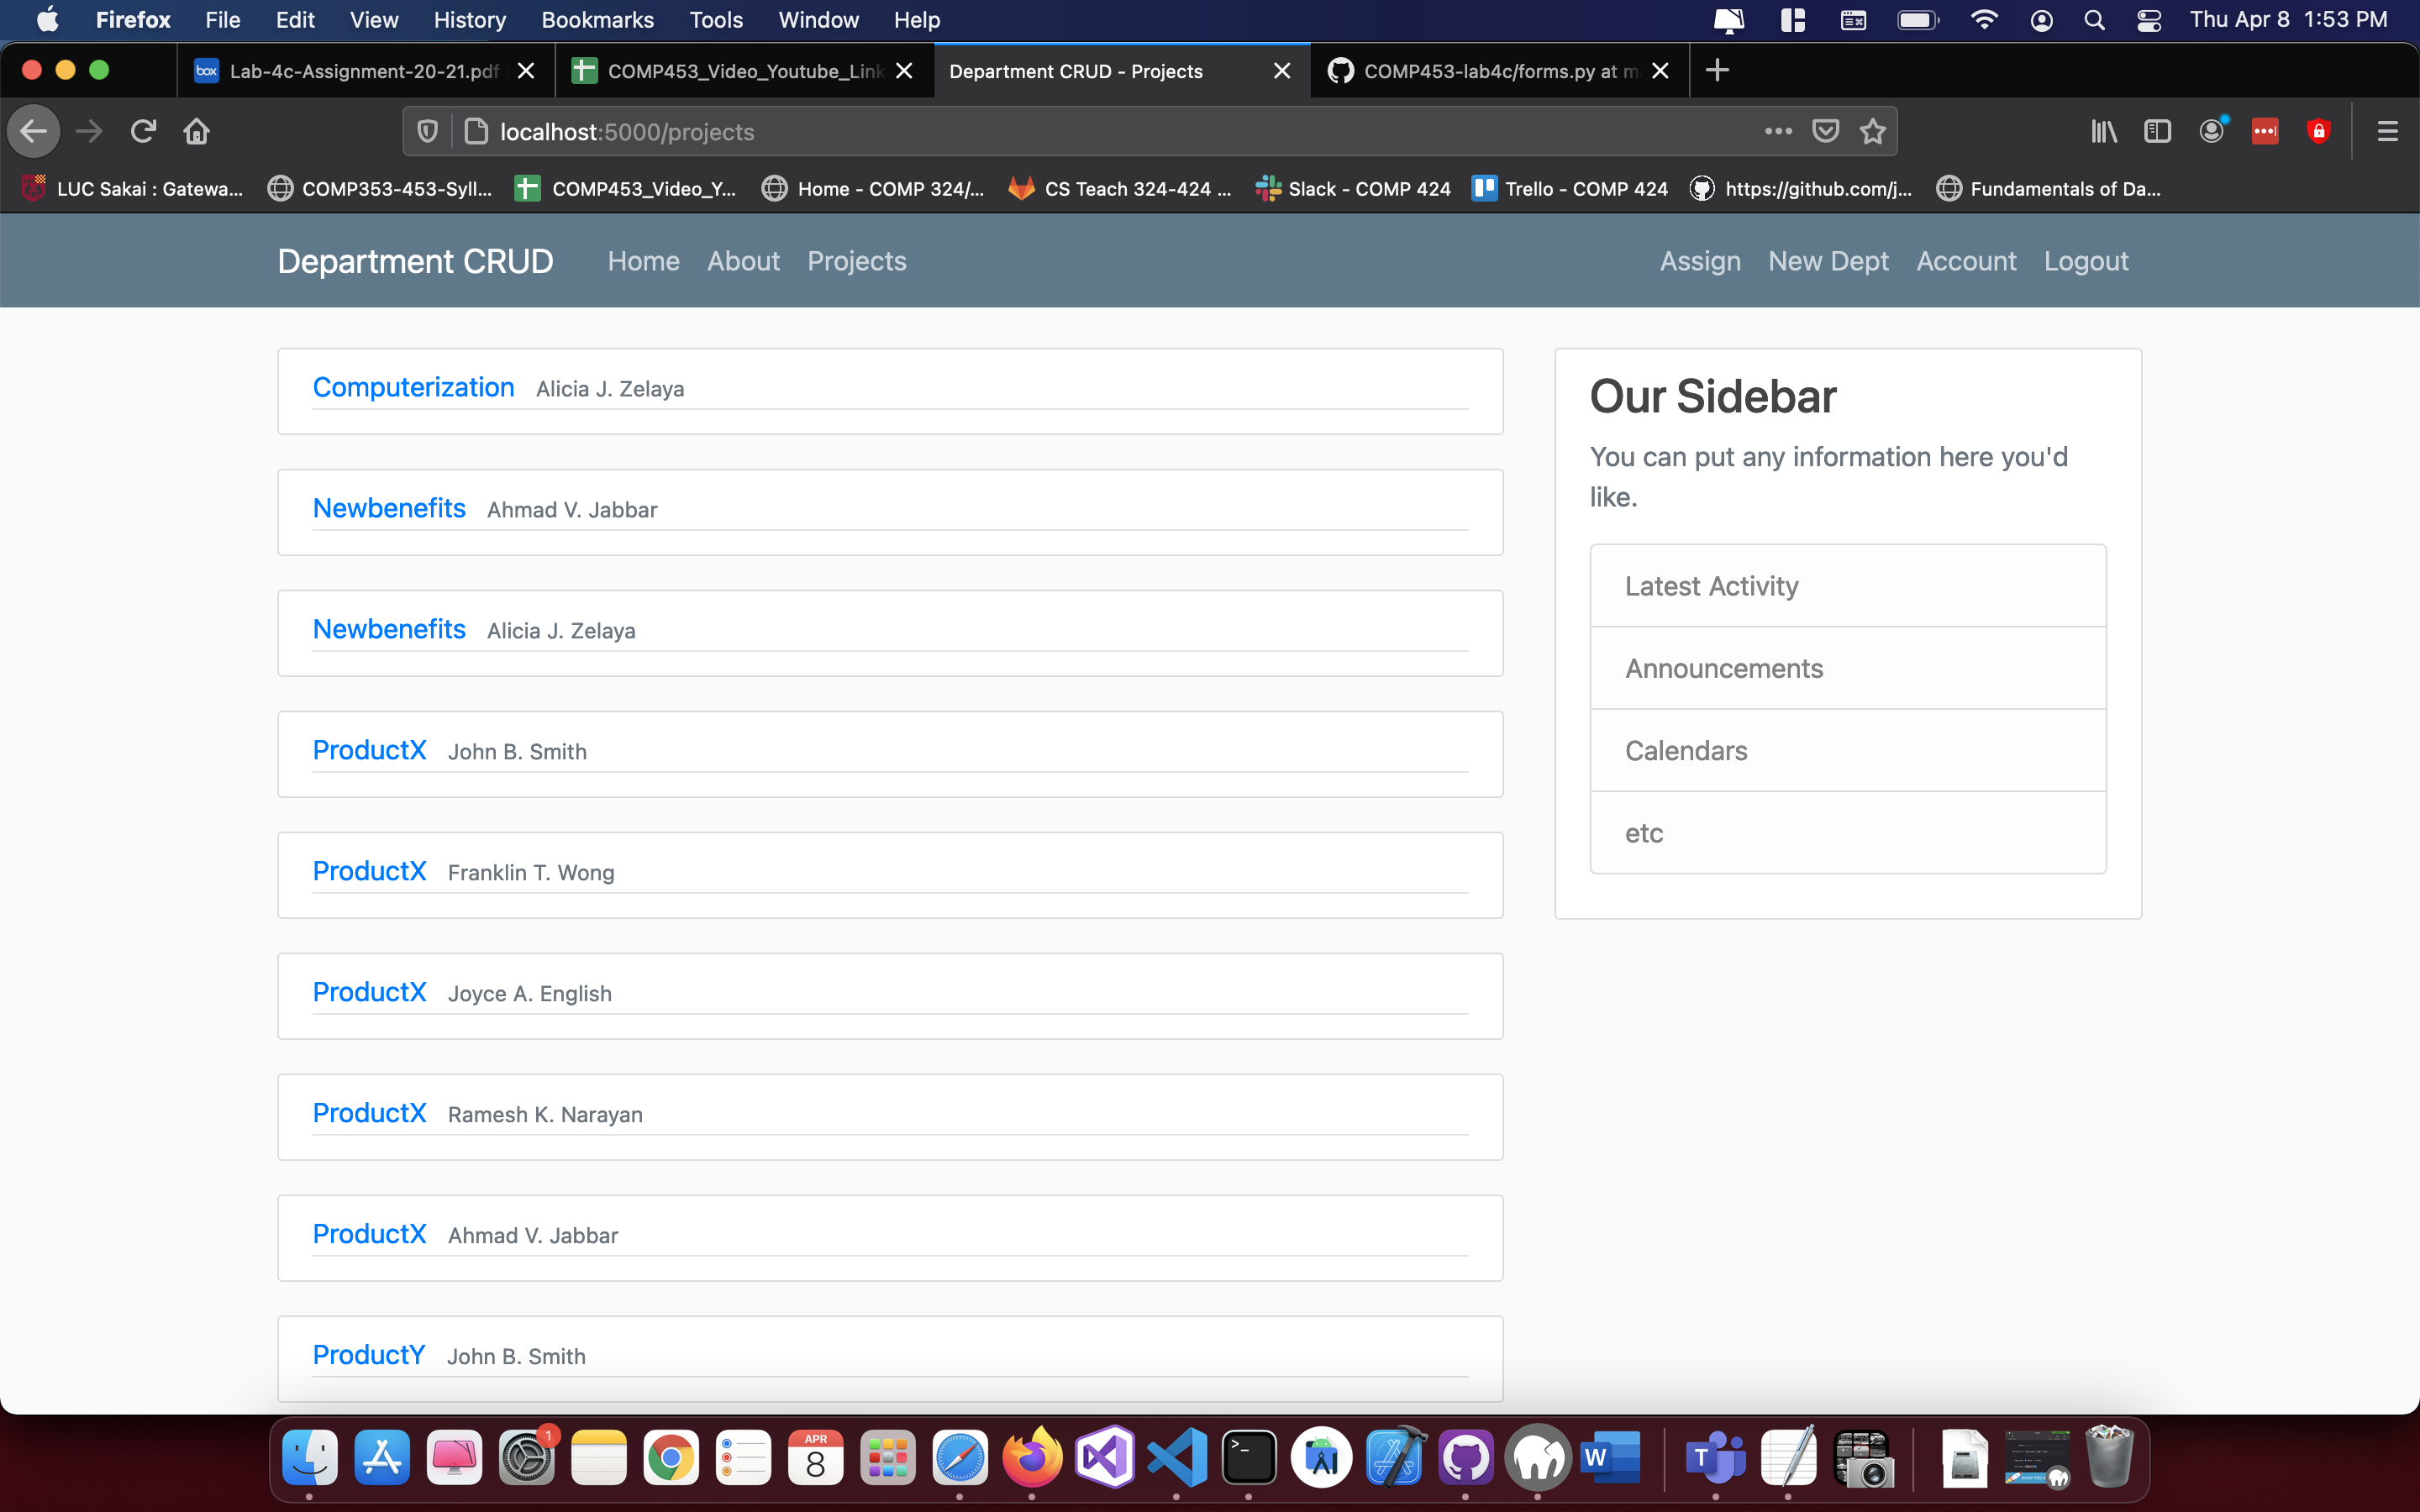 Firefox File Edit View History Bookmarks Tools Window Help Thu Apr 8 1:53 PM
box Lab-4c-Assignment-20-21.pdf COMP453_Video_Youtube_Link Department CRUD - Projects COMP453-lab4c/forms.py at m
localhost:5000/projects
LUC Sakai : Gatewa... COMP353-453-Syll... COMP453_Video_Y... Home - COMP 324/... CS Teach 324-424 ... Slack - COMP 424 Trello - COMP 424 https://github.com/j... Fundamentals of Da...
Department CRUD Home About Projects Assign New Dept Account Logout
Computerization Alicia J. Zelaya
Newbenefits Ahmad V. Jabbar
Newbenefits Alicia J. Zelaya
ProductX John B. Smith
ProductX Franklin T. Wong
ProductX Joyce A. English
ProductX Ramesh K. Narayan
ProductX Ahmad V. Jabbar
ProductY John B. Smith
Our Sidebar
You can put any information here you'd
like.
Latest Activity
Announcements
Calendars
etc
1
APR
8
>_
W
T